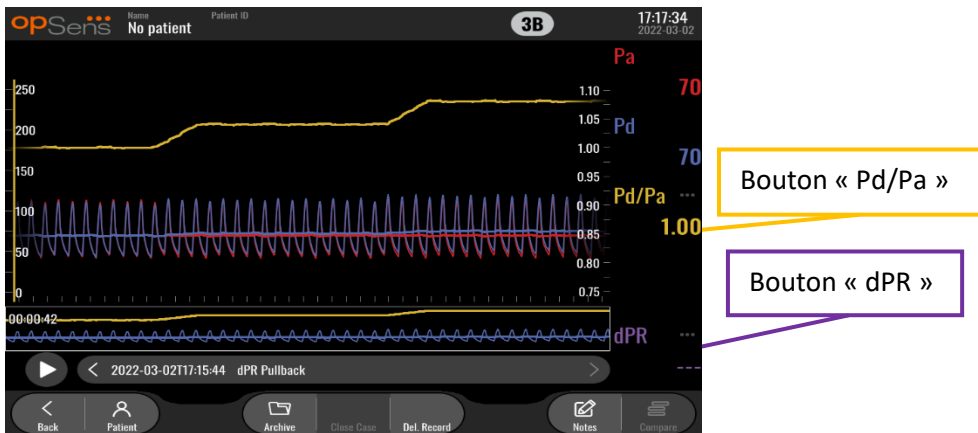 opSens
Name
No patient
Patient ID
3B
17:17:34
2022-03-02
Pa
70
Pd
70
Pd/Pa ---
1.00
250
200
150
100
50
0
1.10
1.05
1.00
0.95
0.90
0.85
0.80
0.75
00:00:42
dPR ---
---
2022-03-02T17:15:44 dPR Pullback
Back
Patient
Archive
Close Case
Del. Record
Notes
Compare
Bouton « Pd/Pa »
Bouton « dPR »